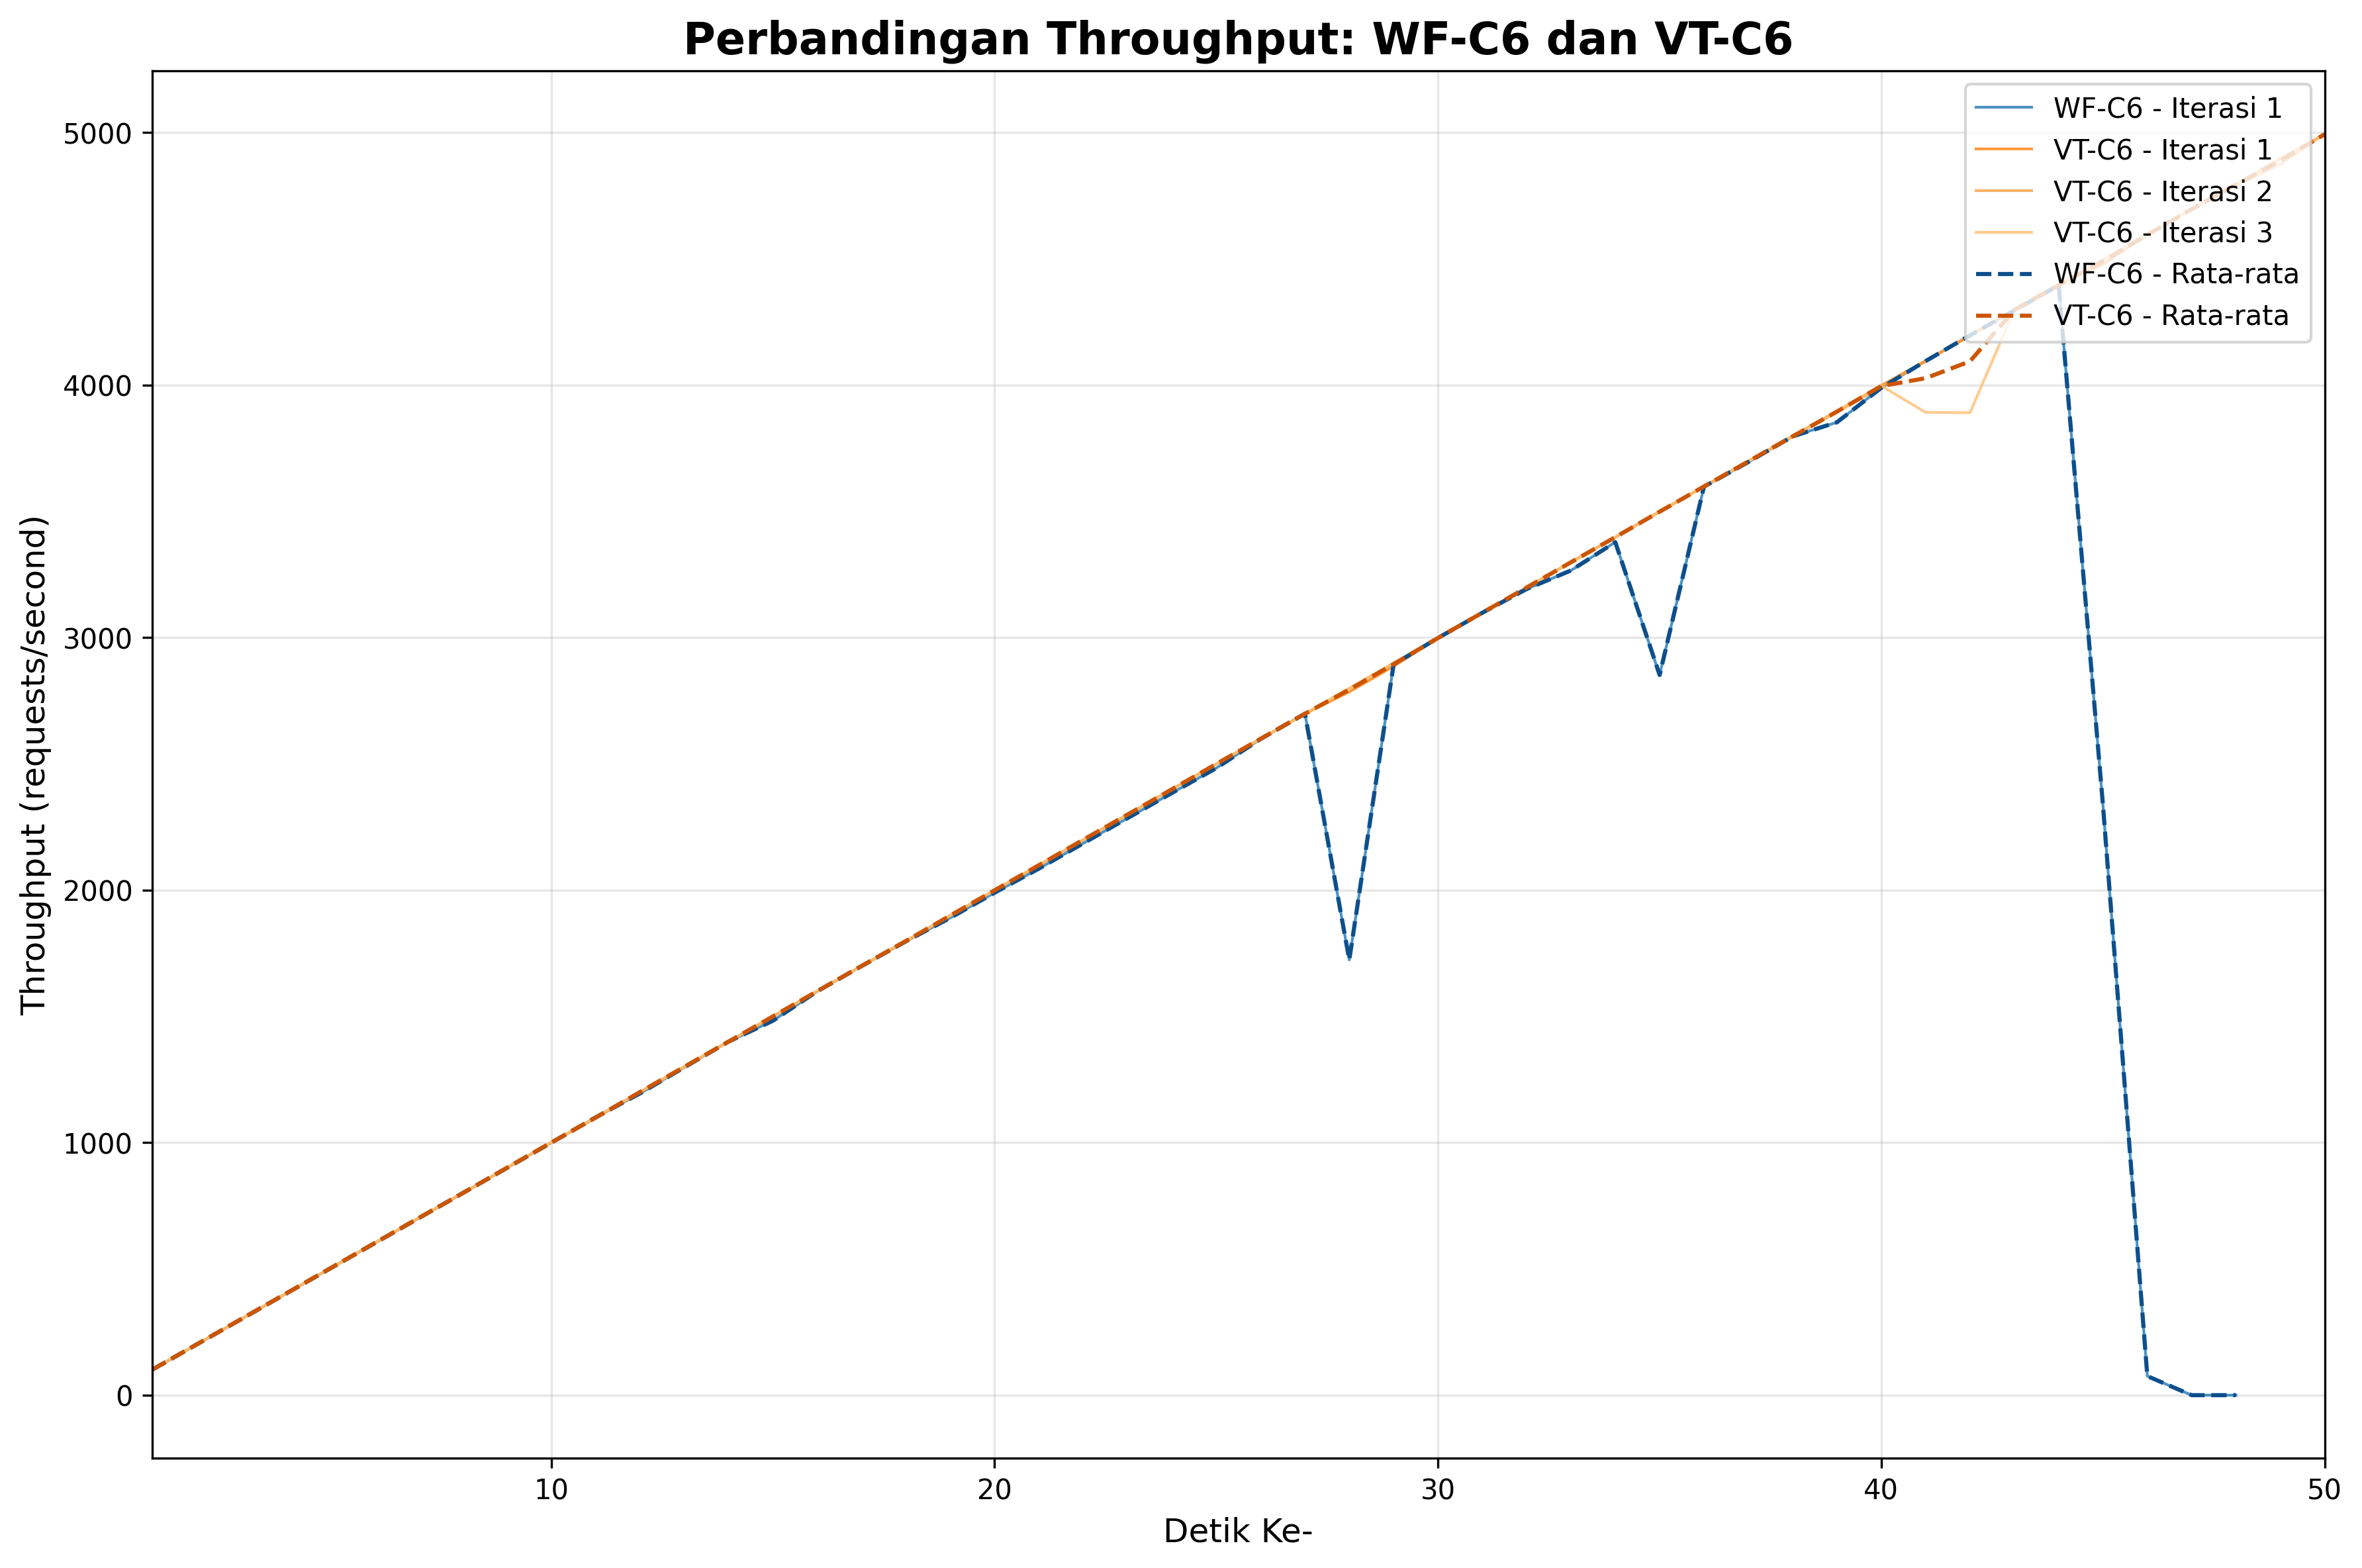 Perbandingan Throughput: WF-C6 dan VT-C6
WF-C6 - Iterasi 1
VT-C6 - Iterasi 1
VT-C6 - Iterasi 2
VT-C6 - Iterasi 3
WF-C6 - Rata-rata
VT-C6 - Rata-rata
Throughput (requests/second)
5000
4000
3000
2000
1000
0
10
20
30
40
50
Detik Ke-